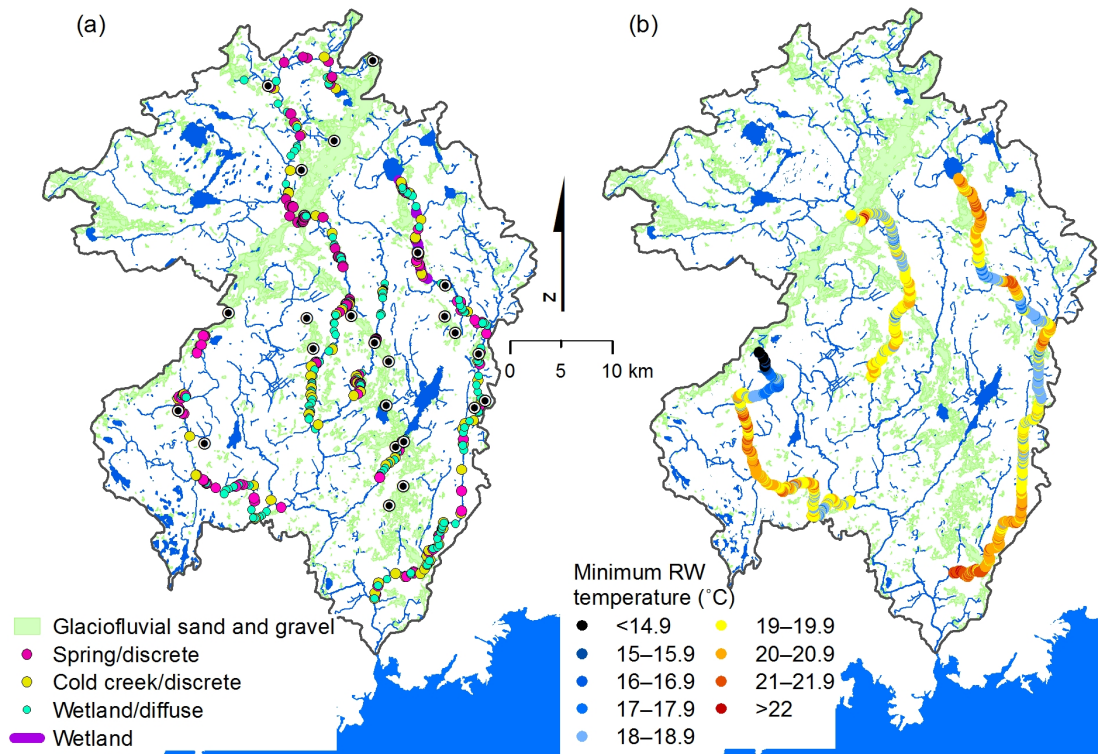 (a)
(b)
N
0 5 10 km
Glaciofluvial sand and gravel
Spring/discrete
Cold creek/discrete
Wetland/diffuse
Wetland
Minimum RW
temperature (˚C)
<14.9
15–15.9
16–16.9
17–17.9
18–18.9
19–19.9
20–20.9
21–21.9
>22